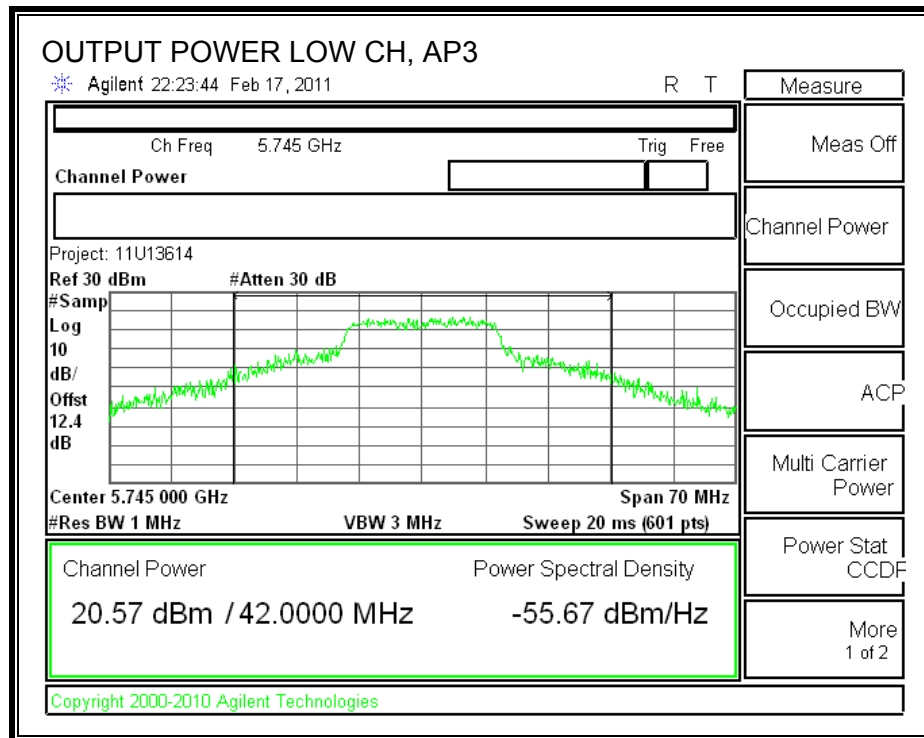 OUTPUT POWER LOW CH, AP3
Agilent 22:23:44 Feb 17, 2011 R T
Measure
Ch Freq 5.745 GHz Trig Free
Meas Off
Channel Power
Channel Power
Project: 11U13614
Ref 30 dBm #Atten 30 dB
#Samp
Log
10
dB/
Offst
12.4
dB
Occupied BW
ACP
Multi Carrier
Power
Center 5.745 000 GHz Span 70 MHz
#Res BW 1 MHz VBW 3 MHz Sweep 20 ms (601 pts)
Power Stat
CCDF
Channel Power Power Spectral Density
20.57 dBm / 42.0000 MHz -55.67 dBm/Hz
More
1 of 2
Copyright 2000-2010 Agilent Technologies